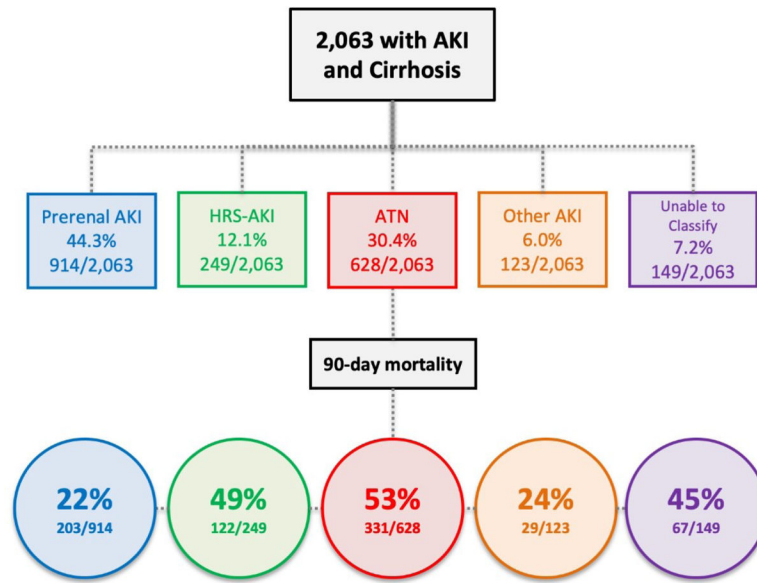 2,063 with AKI
and Cirrhosis
Prerenal AKI
44.3%
914/2,063
HRS-AKI
12.1%
249/2,063
ATN
30.4%
628/2,063
Other AKI
6.0%
123/2,063
Unable to
Classify
7.2%
149/2,063
90-day mortality
22%
203/914
49%
122/249
53%
331/628
24%
29/123
45%
67/149